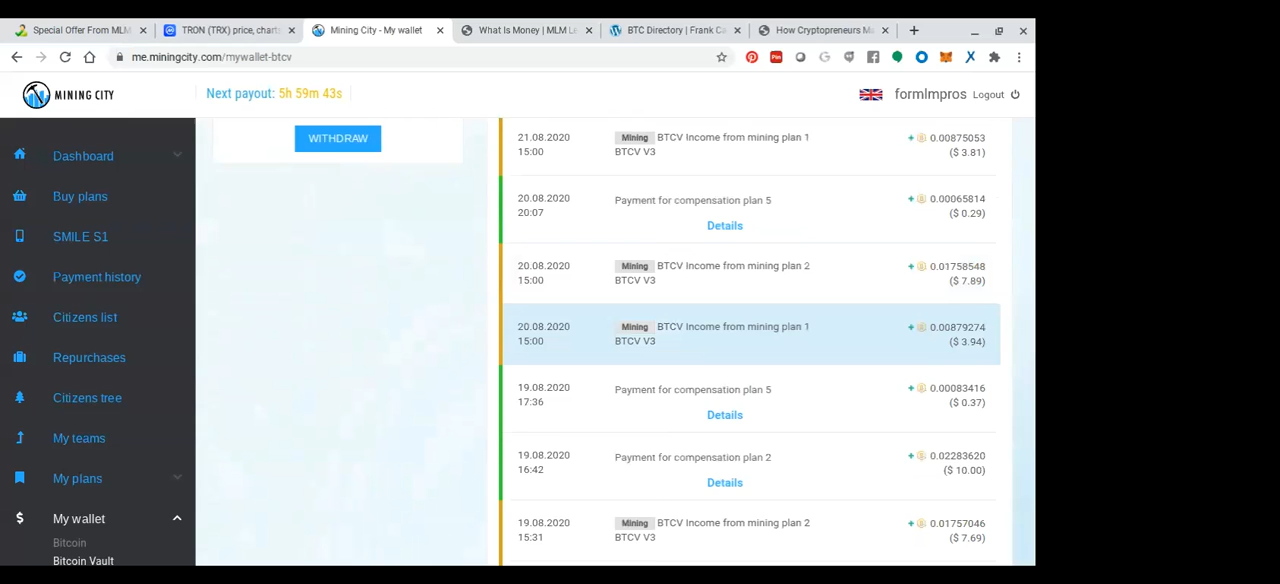 Special Offer From MLM
TRON (TRX) price, chart
Mining City - My wallet
What Is Money | MLM Le
BTC Directory | Frank Ca
How Cryptopreneurs Ma
me.miningcity.com/mywallet-btcv
MINING CITY
Next payout: 5h 59m 43s
formlmpros
Logout
Dashboard
Buy plans
SMILE S1
Payment history
Citizens list
Repurchases
Citizens tree
My teams
My plans
My wallet
Bitcoin
Bitcoin Vault
WITHDRAW
21.08.2020 Mining BTCV Income from mining plan 1 + 0.00875053
15:00 BTCV V3 ($ 3.81)
20.08.2020 Payment for compensation plan 5 + 0.00065814
20:07 ($ 0.29)
Details
20.08.2020 Mining BTCV Income from mining plan 2 + 0.01758548
15:00 BTCV V3 ($ 7.89)
20.08.2020 Mining BTCV Income from mining plan 1 + 0.00879274
15:00 BTCV V3 ($ 3.94)
19.08.2020 Payment for compensation plan 5 + 0.00083416
17:36 ($ 0.37)
Details
19.08.2020 Payment for compensation plan 2 + 0.02283620
16:42 ($ 10.00)
Details
19.08.2020 Mining BTCV Income from mining plan 2 + 0.01757046
15:31 BTCV V3 ($ 7.69)